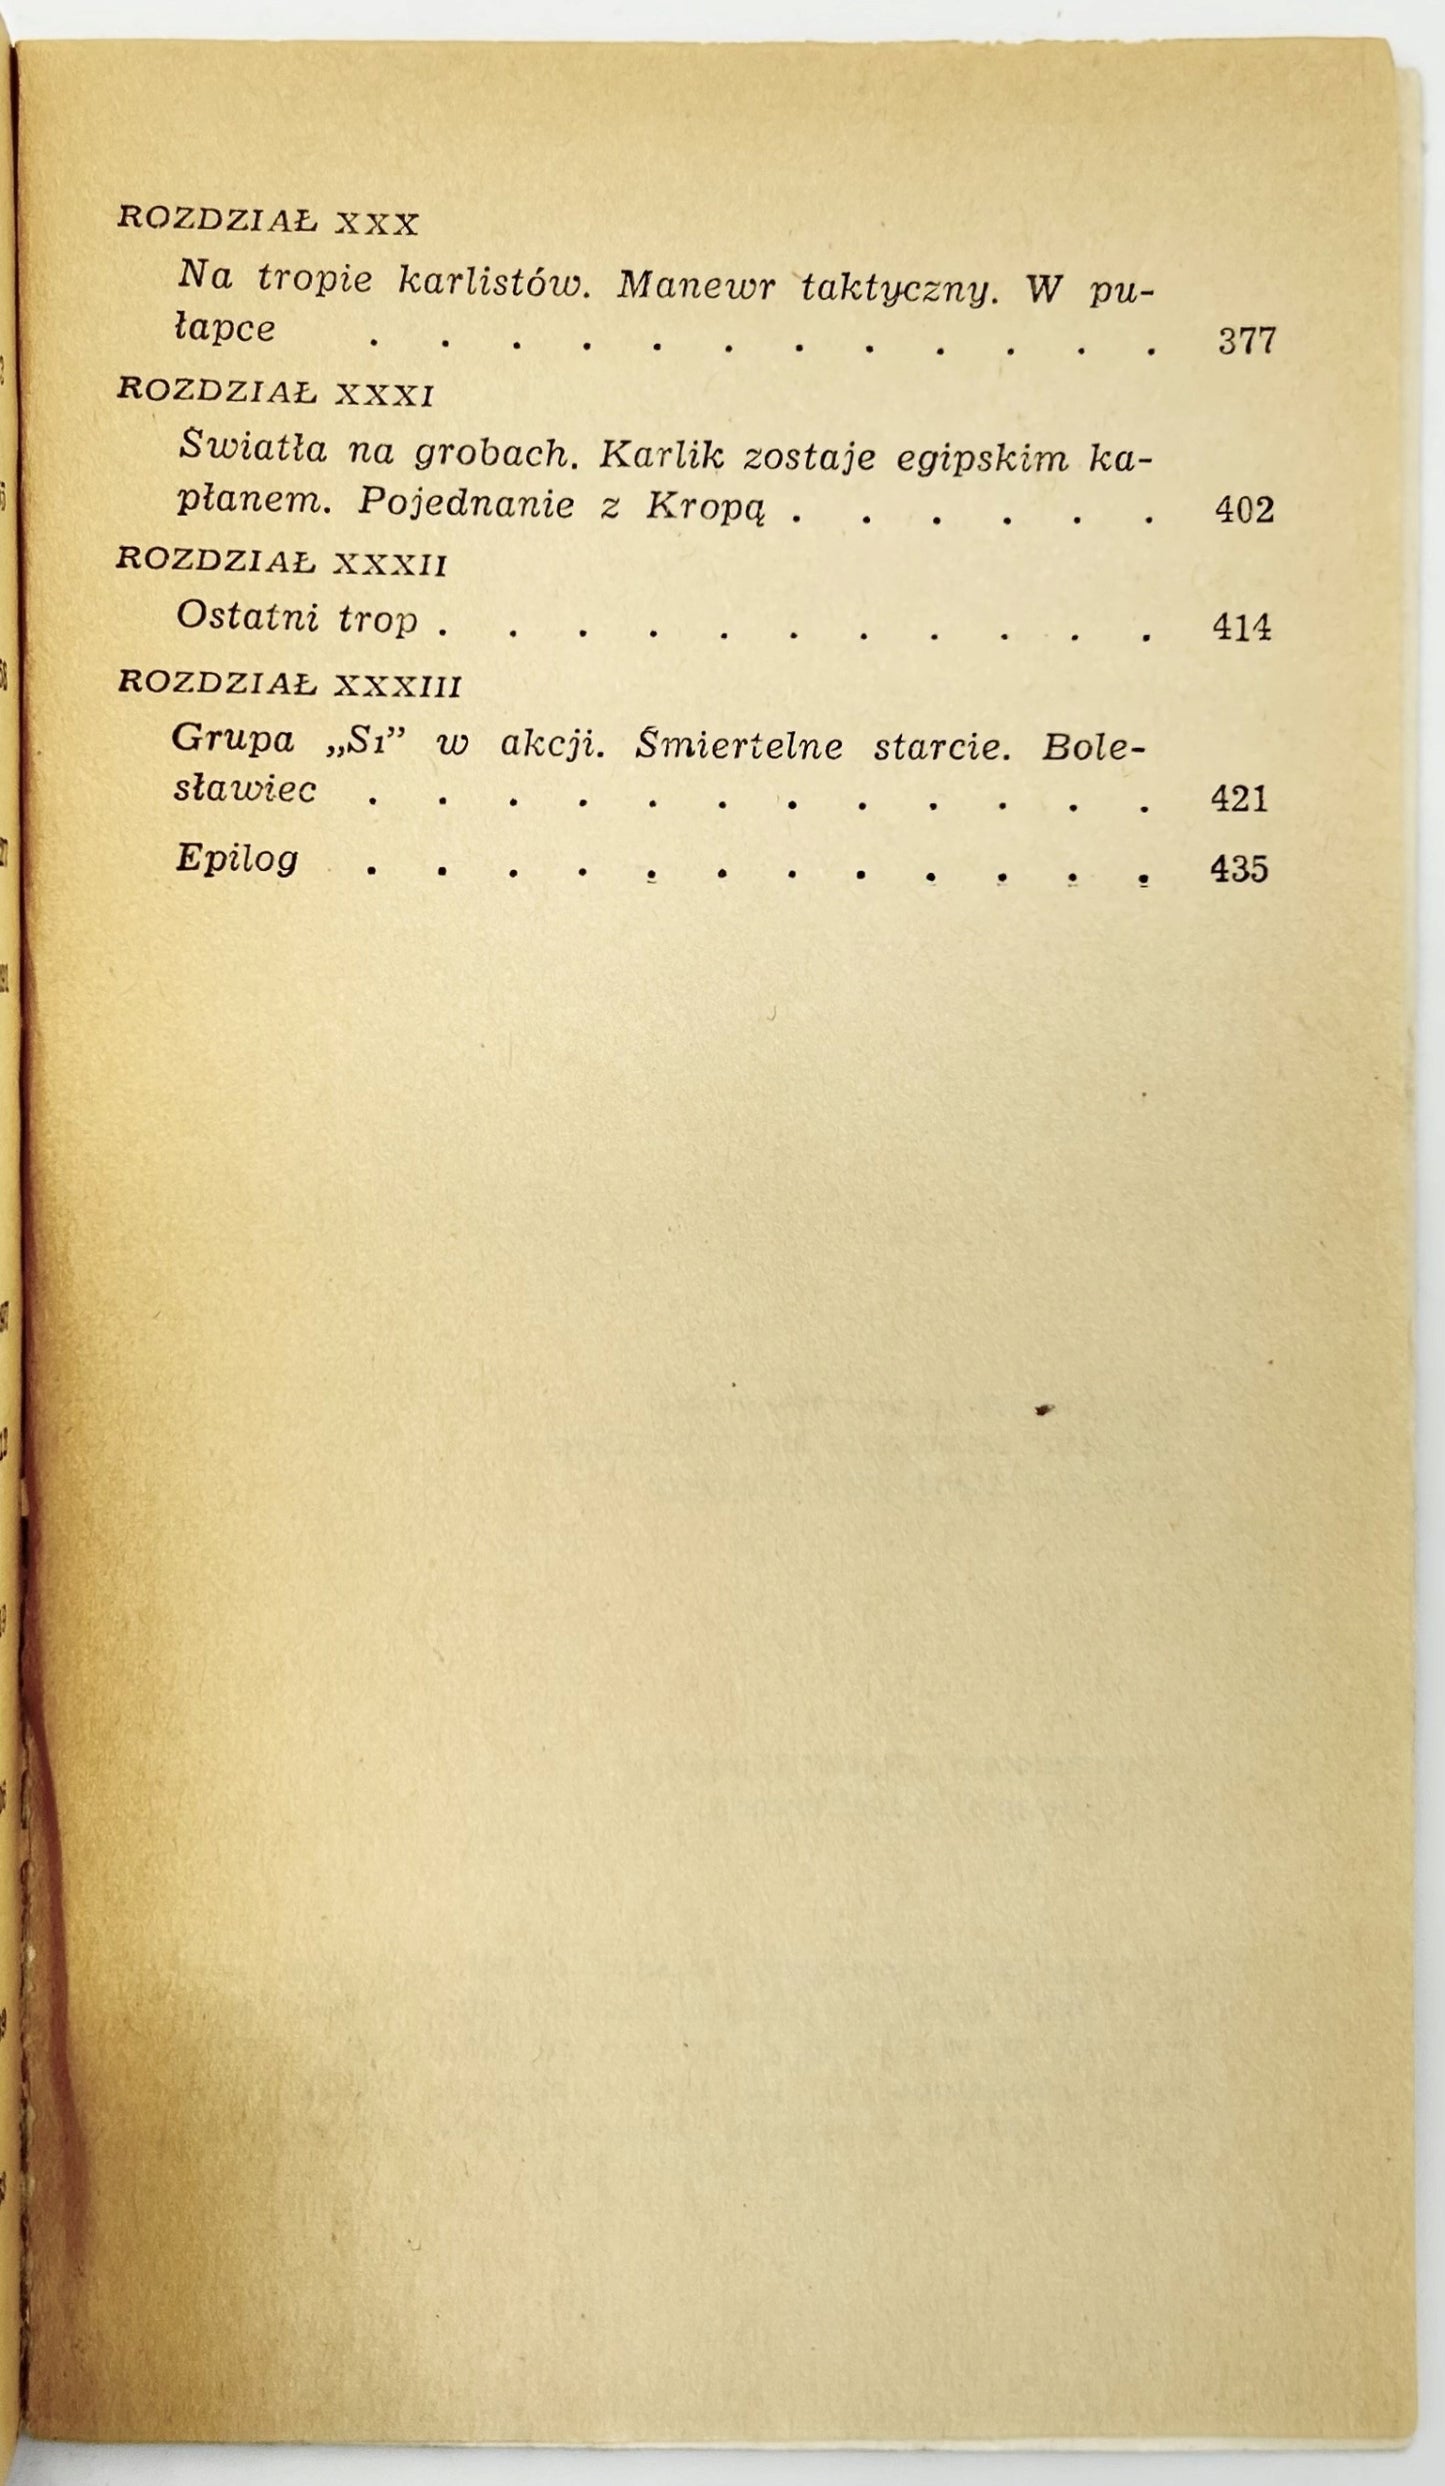 ROZDZIAŁ XXX
Na tropie karlistów. Manewr taktyczny. W pu-
łapce . . . . . . . . . . . . 377
ROZDZIAŁ XXXI
Światła na grobach. Karlik zostaje egipskim ka-
płanem. Pojednanie z Kropą . . . . . . 402
ROZDZIAŁ XXXII
Ostatni trop . . . . . . . . . . . 414
ROZDZIAŁ XXXIII
Grupa „S1” w akcji. Śmiertelne starcie. Bole-
sławiec . . . . . . . . . . . . 421
Epilog . . . . . . . . . . . . 435